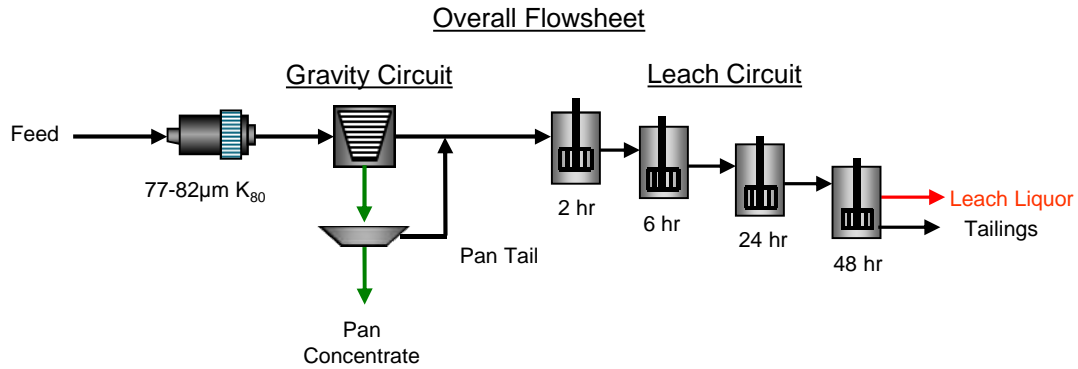 Overall Flowsheet
Gravity Circuit
Leach Circuit
Feed
77-82µm K80
2 hr
6 hr
24 hr
48 hr
Leach Liquor
Tailings
Pan Tail
Pan
Concentrate